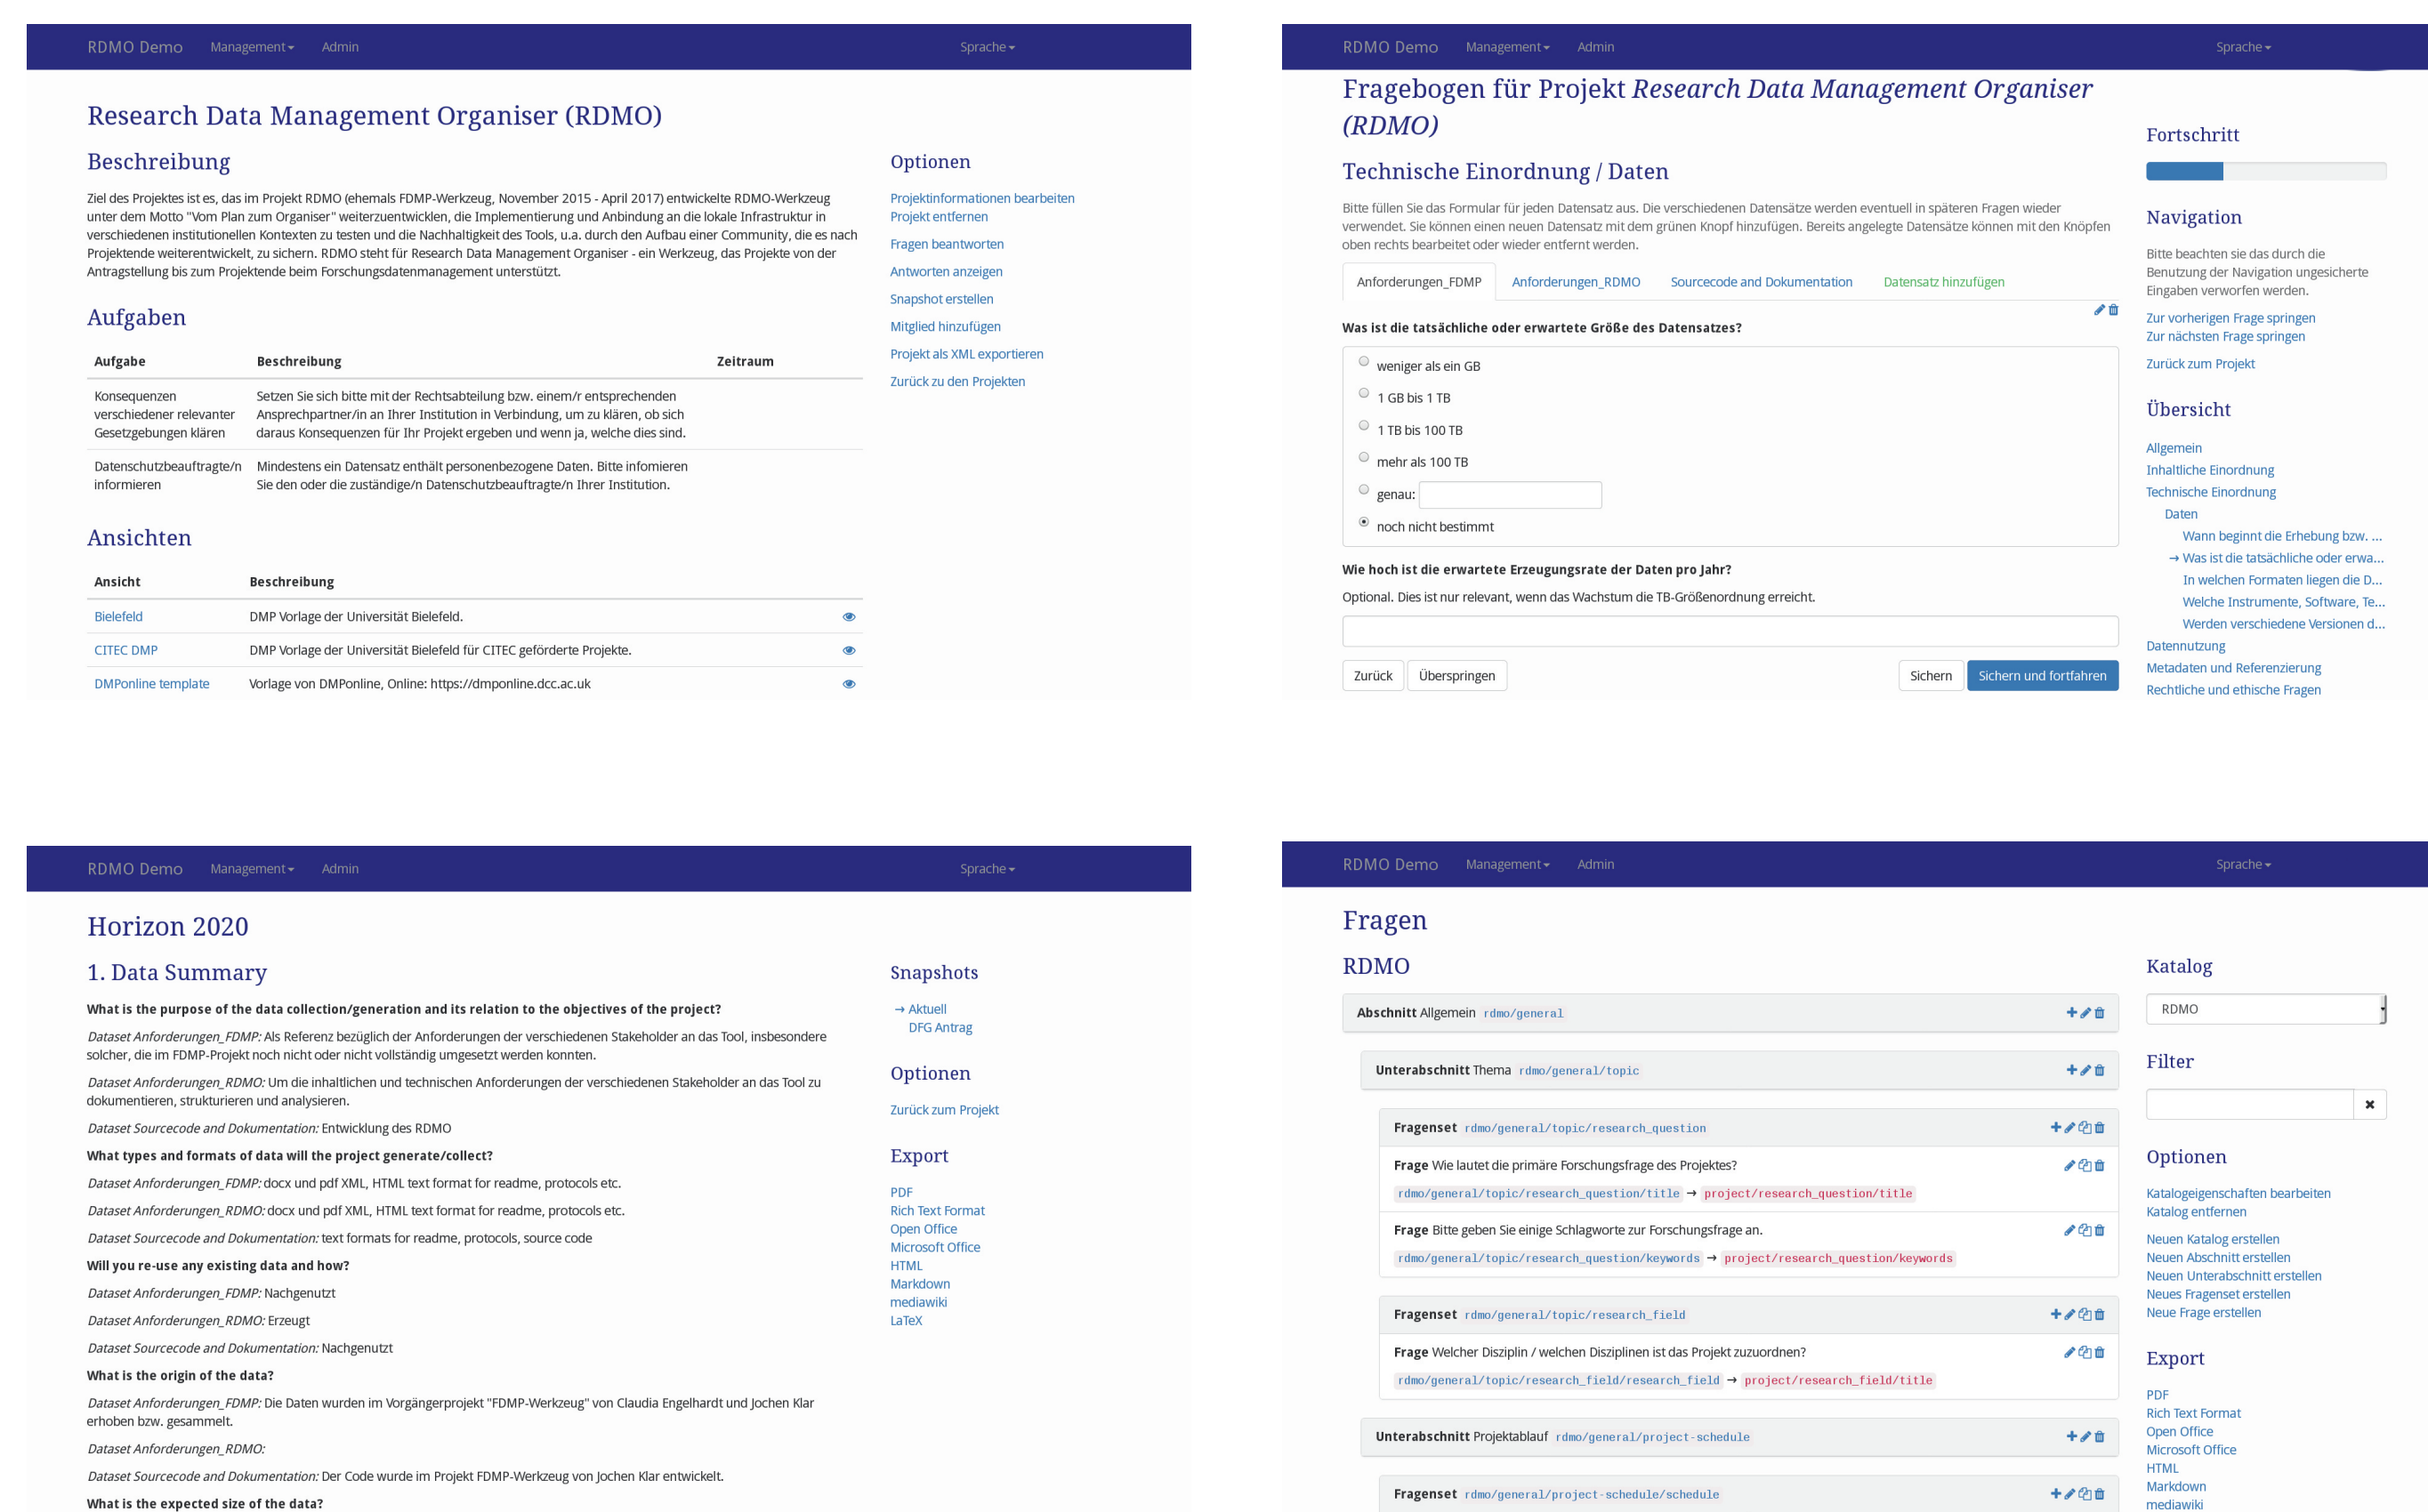 RDMO Demo Management Admin Sprache
Research Data Management Organiser (RDMO)
Beschreibung
Ziel des Projektes ist es, das im Projekt RDMO (ehemals FDMP-Werkzeug, November 2015 - April 2017) entwickelte RDMO-Werkzeug
unter dem Motto "Vom Plan zum Organiser" weiterzuentwicklen, die Implementierung und Anbindung an die lokale Infrastruktur in
verschiedenen institutionellen Kontexten zu testen und die Nachhaltigkeit des Tools, u.a. durch den Aufbau einer Community, die es nach
Projektende weiterentwickelt, zu sichern. RDMO steht für Research Data Management Organiser - ein Werkzeug, das Projekte von der
Antragstellung bis zum Projektende beim Forschungsdatenmanagement unterstützt.
Aufgaben
Aufgabe Beschreibung Zeitraum
Konsequenzen Setzen Sie sich bitte mit der Rechtsabteilung bzw. einem/r entsprechenden
verschiedener relevanter Ansprechpartner/in an Ihrer Institution in Verbindung, um zu klären, ob sich
Gesetzgebungen klären daraus Konsequenzen für Ihr Projekt ergeben und wenn ja, welche dies sind.
Datenschutzbeauftragte/n Mindestens ein Datensatz enthält personenbezogene Daten. Bitte infomieren
informieren Sie den oder die zuständige/n Datenschutzbeauftragte/n Ihrer Institution.
Ansichten
Ansicht Beschreibung
Bielefeld DMP Vorlage der Universität Bielefeld.
CITEC DMP DMP Vorlage der Universität Bielefeld für CITEC geförderte Projekte.
DMPonline template Vorlage von DMPonline, Online: https://dmponline.dcc.ac.uk
Optionen
Projektinformationen bearbeiten
Projekt entfernen
Fragen beantworten
Antworten anzeigen
Snapshot erstellen
Mitglied hinzufügen
Projekt als XML exportieren
Zurück zu den Projekten
RDMO Demo Management Admin Sprache
Fragebogen für Projekt Research Data Management Organiser
(RDMO)
Technische Einordnung / Daten
Bitte füllen Sie das Formular für jeden Datensatz aus. Die verschiedenen Datensätze werden eventuell in späteren Fragen wieder
verwendet. Sie können einen neuen Datensatz mit dem grünen Knopf hinzufügen. Bereits angelegte Datensätze können mit den Knöpfen
oben rechts bearbeitet oder wieder entfernt werden.
Anforderungen_FDMP Anforderungen_RDMO Sourcecode and Dokumentation Datensatz hinzufügen
Was ist die tatsächliche oder erwartete Größe des Datensatzes?
weniger als ein GB
1 GB bis 1 TB
1 TB bis 100 TB
mehr als 100 TB
genau:
noch nicht bestimmt
Wie hoch ist die erwartete Erzeugungsrate der Daten pro Jahr?
Optional. Dies ist nur relevant, wenn das Wachstum die TB-Größenordnung erreicht.
Zurück Überspringen Sichern Sichern und fortfahren
Fortschritt
Navigation
Bitte beachten sie das durch die
Benutzung der Navigation ungesicherte
Eingaben verworfen werden.
Zur vorherigen Frage springen
Zur nächsten Frage springen
Zurück zum Projekt
Übersicht
Allgemein
Inhaltliche Einordnung
Technische Einordnung
Daten
Wann beginnt die Erhebung bzw. ...
→ Was ist die tatsächliche oder erwa...
In welchen Formaten liegen die D...
Welche Instrumente, Software, Te...
Werden verschiedene Versionen d...
Datennutzung
Metadaten und Referenzierung
Rechtliche und ethische Fragen
RDMO Demo Management Admin Sprache
Horizon 2020
1. Data Summary
What is the purpose of the data collection/generation and its relation to the objectives of the project?
Dataset Anforderungen_FDMP: Als Referenz bezüglich der Anforderungen der verschiedenen Stakeholder an das Tool, insbesondere
solcher, die im FDMP-Projekt noch nicht oder nicht vollständig umgesetzt werden konnten.
Dataset Anforderungen_RDMO: Um die inhaltlichen und technischen Anforderungen der verschiedenen Stakeholder an das Tool zu
dokumentieren, strukturieren und analysieren.
Dataset Sourcecode and Dokumentation: Entwicklung des RDMO
What types and formats of data will the project generate/collect?
Dataset Anforderungen_FDMP: docx und pdf XML, HTML text format for readme, protocols etc.
Dataset Anforderungen_RDMO: docx und pdf XML, HTML text format for readme, protocols etc.
Dataset Sourcecode and Dokumentation: text formats for readme, protocols, source code
Will you re-use any existing data and how?
Dataset Anforderungen_FDMP: Nachgenutzt
Dataset Anforderungen_RDMO: Erzeugt
Dataset Sourcecode and Dokumentation: Nachgenutzt
What is the origin of the data?
Dataset Anforderungen_FDMP: Die Daten wurden im Vorgängerprojekt "FDMP-Werkzeug" von Claudia Engelhardt und Jochen Klar
erhoben bzw. gesammelt.
Dataset Anforderungen_RDMO:
Dataset Sourcecode and Dokumentation: Der Code wurde im Projekt FDMP-Werkzeug von Jochen Klar entwickelt.
What is the expected size of the data?
Snapshots
→ Aktuell
DFG Antrag
Optionen
Zurück zum Projekt
Export
PDF
Rich Text Format
Open Office
Microsoft Office
HTML
Markdown
mediawiki
LaTeX
RDMO Demo Management Admin Sprache
Fragen
RDMO
Abschnitt Allgemein rdmo/general
Unterabschnitt Thema rdmo/general/topic
Fragenset rdmo/general/topic/research_question
Frage Wie lautet die primäre Forschungsfrage des Projektes?
rdmo/general/topic/research_question/title → project/research_question/title
Frage Bitte geben Sie einige Schlagworte zur Forschungsfrage an.
rdmo/general/topic/research_question/keywords → project/research_question/keywords
Fragenset rdmo/general/topic/research_field
Frage Welcher Disziplin / welchen Disziplinen ist das Projekt zuzuordnen?
rdmo/general/topic/research_field/research_field → project/research_field/title
Unterabschnitt Projektablauf rdmo/general/project-schedule
Fragenset rdmo/general/project-schedule/schedule
Katalog
RDMO
Filter
Optionen
Katalogeigenschaften bearbeiten
Katalog entfernen
Neuen Katalog erstellen
Neuen Abschnitt erstellen
Neuen Unterabschnitt erstellen
Neues Fragenset erstellen
Neue Frage erstellen
Export
PDF
Rich Text Format
Open Office
Microsoft Office
HTML
Markdown
mediawiki